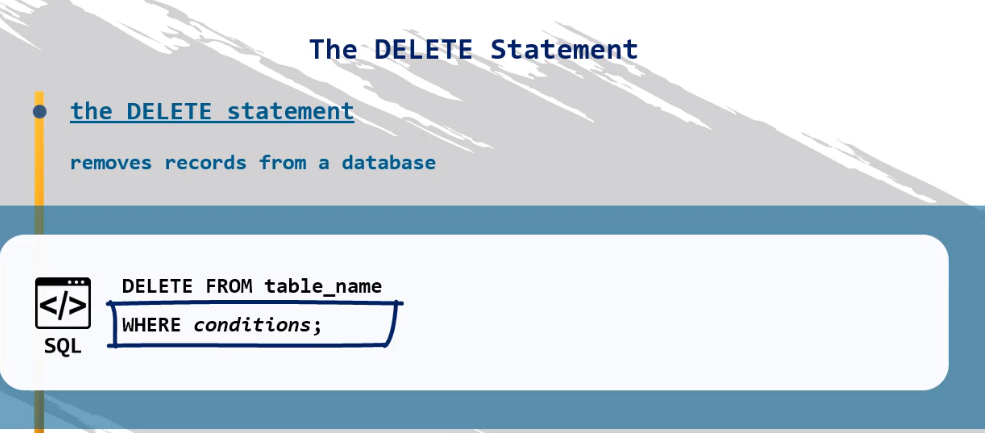 The DELETE Statement
the DELETE statement
removes records from a database
DELETE FROM table_name
WHERE conditions;
</>
SQL